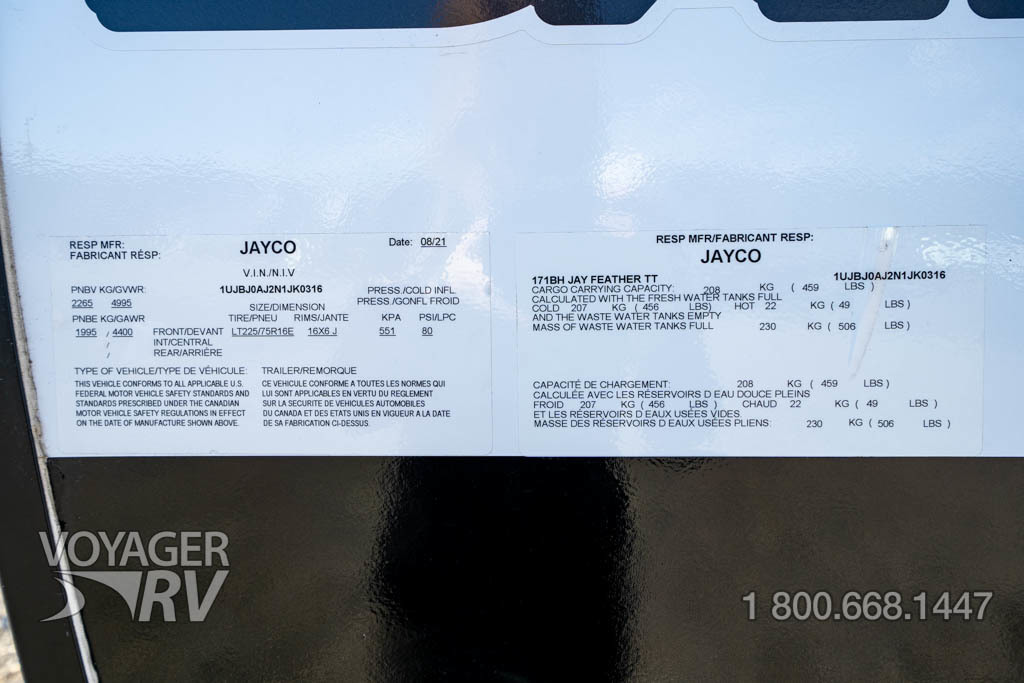 RESP MFR:
FABRICANT RÉSP:
JAYCO
Date: 08/21
V.I.N./N.I.V
PNBV KG/GVWR: 1UJBJ0AJ2N1JK0316 PRESS./COLD INFL
2265 4995 SIZE/DIMENSION PRESS./GONFL FROID
PNBE KG/GAWR TIRE/PNEU RIMS/JANTE KPA PSI/LPC
1995 / 4400 FRONT/DEVANT LT225/75R16E 16X6 J 551 80
INT/CENTRAL
REAR/ARRIÈRE
TYPE OF VEHICLE/TYPE DE VÉHICULE: TRAILER/REMORQUE
THIS VEHICLE CONFORMS TO ALL APPLICABLE U.S.
FEDERAL MOTOR VEHICLE SAFETY STANDARDS AND
STANDARDS PRESCRIBED UNDER THE CANADIAN
MOTOR VEHICLE SAFETY REGULATIONS IN EFFECT
ON THE DATE OF MANUFACTURE SHOWN ABOVE.
CE VEHICULE CONFORME A TOUTES LES NORMES QUI
LUI SONT APPLICABLES EN VERTU DU REGLEMENT
SUR LA SECURITE DE VEHICULES AUTOMOBILES
DU CANADA ET DES ETATS UNIS EN VIGUEUR A LA DATE
DE SA FABRICATION CI-DESSUS.
RESP MFR/FABRICANT RESP:
JAYCO
171BH JAY FEATHER TT 1UJBJ0AJ2N1JK0316
CARGO CARRYING CAPACITY: 208 KG ( 459 LBS )
CALCULATED WITH THE FRESH WATER TANKS FULL
COLD 207 KG ( 456 LBS) HOT 22 KG ( 49 LBS)
AND THE WASTE WATER TANKS EMPTY
MASS OF WASTE WATER TANKS FULL 230 KG ( 506 LBS)
CAPACITÉ DE CHARGEMENT: 208 KG ( 459 LBS )
CALCULÉE AVEC LES RÉSERVOIRS D EAU DOUCE PLEINS
FROID 207 KG ( 456 LBS ) CHAUD 22 KG ( 49 LBS )
ET LES RÉSERVOIRS D EAUX USÉES VIDES.
MASSE DES RÉSERVOIRS D EAUX USÉES PLIENS: 230 KG ( 506 LBS )
VOYAGER
RV
1 800.668.1447